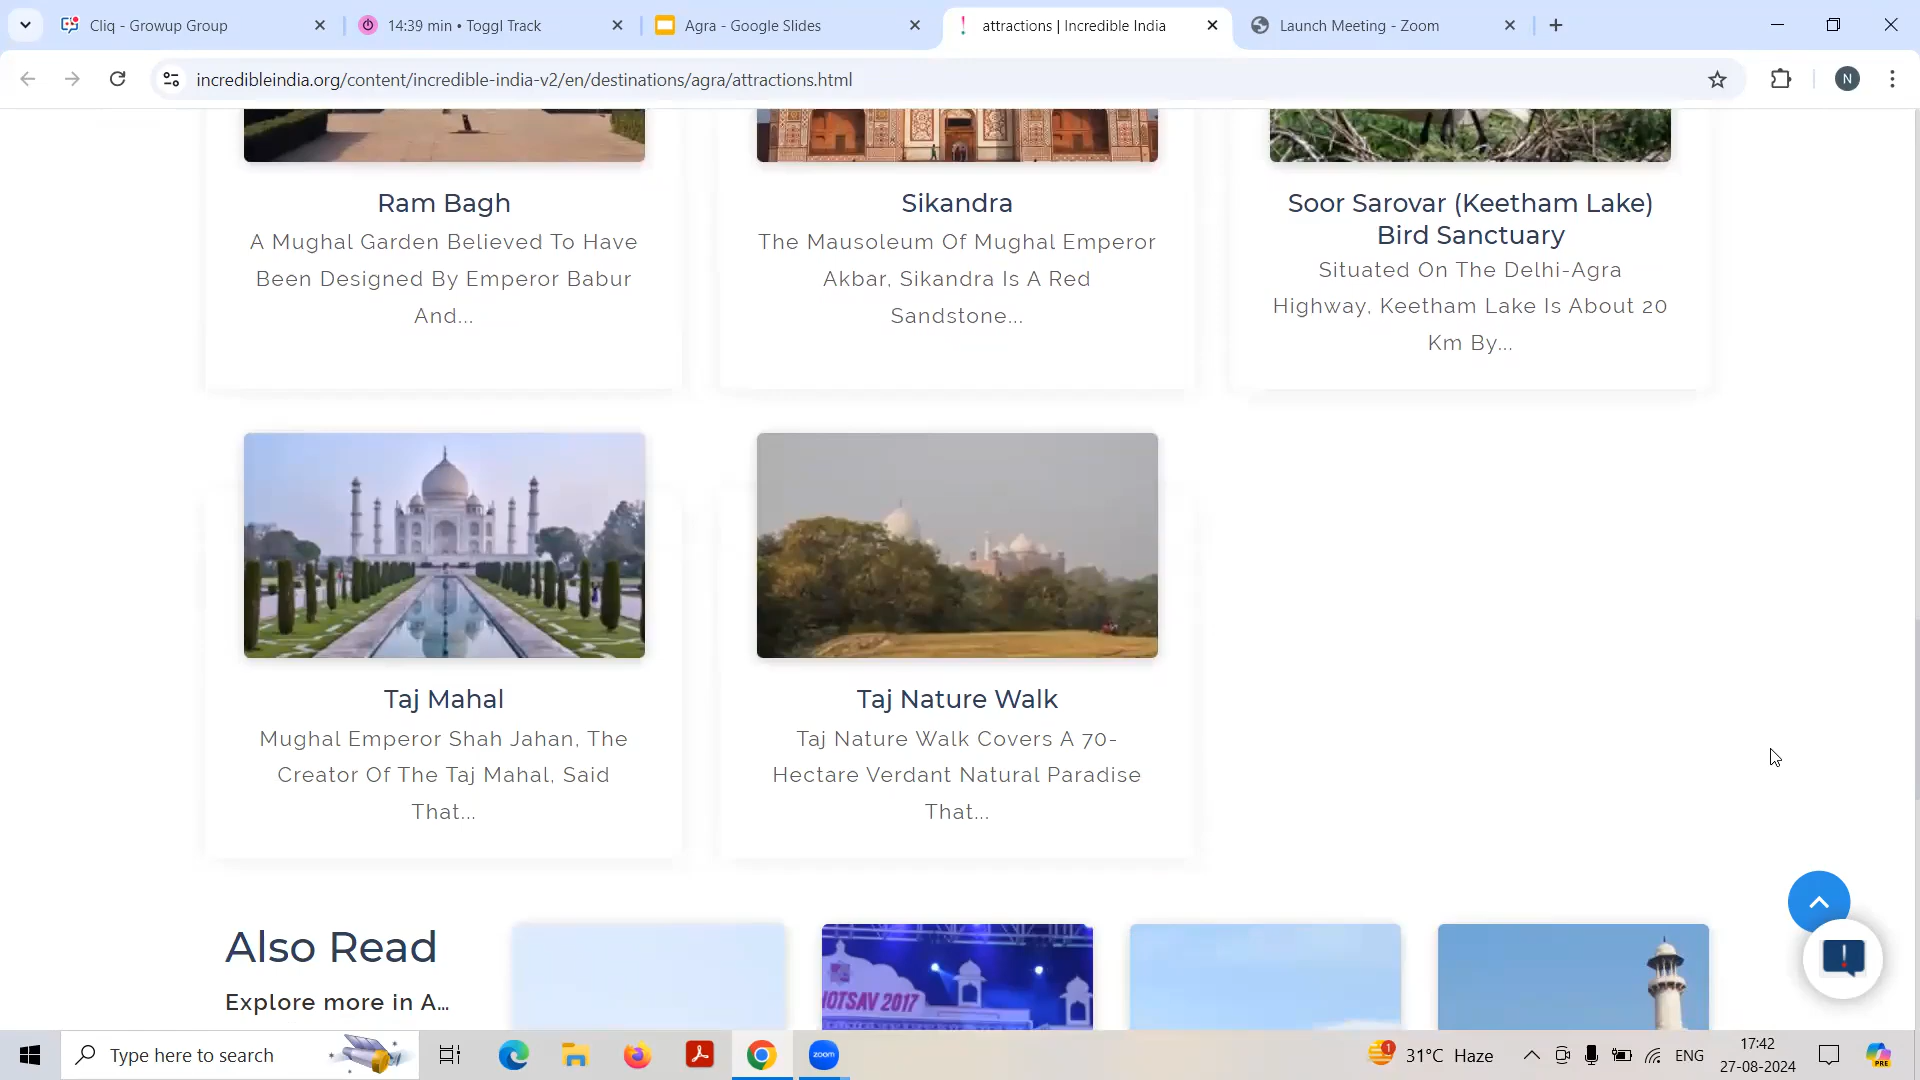 Cliq - Growup Group
14:39 min • Toggl Track
Agra - Google Slides
attractions | Incredible India
Launch Meeting - Zoom
incredibleindia.org/content/incredible-india-v2/en/destinations/agra/attractions.html
N
Ram Bagh
A Mughal Garden Believed To Have
Been Designed By Emperor Babur
And...
Sikandra
The Mausoleum Of Mughal Emperor
Akbar, Sikandra Is A Red
Sandstone...
Soor Sarovar (Keetham Lake)
Bird Sanctuary
Situated On The Delhi-Agra
Highway, Keetham Lake Is About 20
Km By...
Taj Mahal
Mughal Emperor Shah Jahan, The
Creator Of The Taj Mahal, Said
That...
Taj Nature Walk
Taj Nature Walk Covers A 70-
Hectare Verdant Natural Paradise
That...
Also Read
Explore more in A...
HOTSAV 2017
Type here to search
zoom
1
31°C Haze
ENG
17:42
27-08-2024
PRE